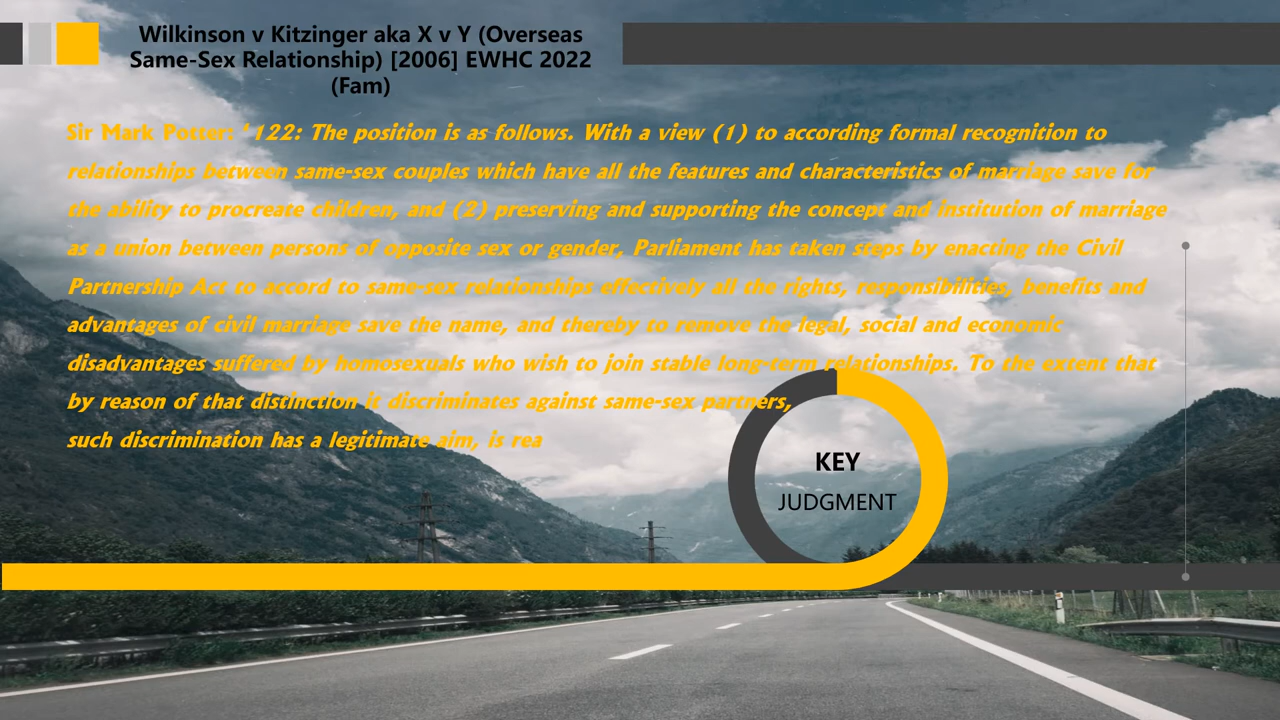 Wilkinson v Kitzinger aka X v Y (Overseas
Same-Sex Relationship) [2006] EWHC 2022
(Fam)
Sir Mark Potter: ‘122: The position is as follows. With a view (1) to according formal recognition to
relationships between same-sex couples which have all the features and characteristics of marriage save for
the ability to procreate children, and (2) preserving and supporting the concept and institution of marriage
as a union between persons of opposite sex or gender, Parliament has taken steps by enacting the Civil
Partnership Act to accord to same-sex relationships effectively all the rights, responsibilities, benefits and
advantages of civil marriage save the name, and thereby to remove the legal, social and economic
disadvantages suffered by homosexuals who wish to join stable long-term relationships. To the extent that
by reason of that distinction it discriminates against same-sex partners,
such discrimination has a legitimate aim, is rea
KEY
JUDGMENT